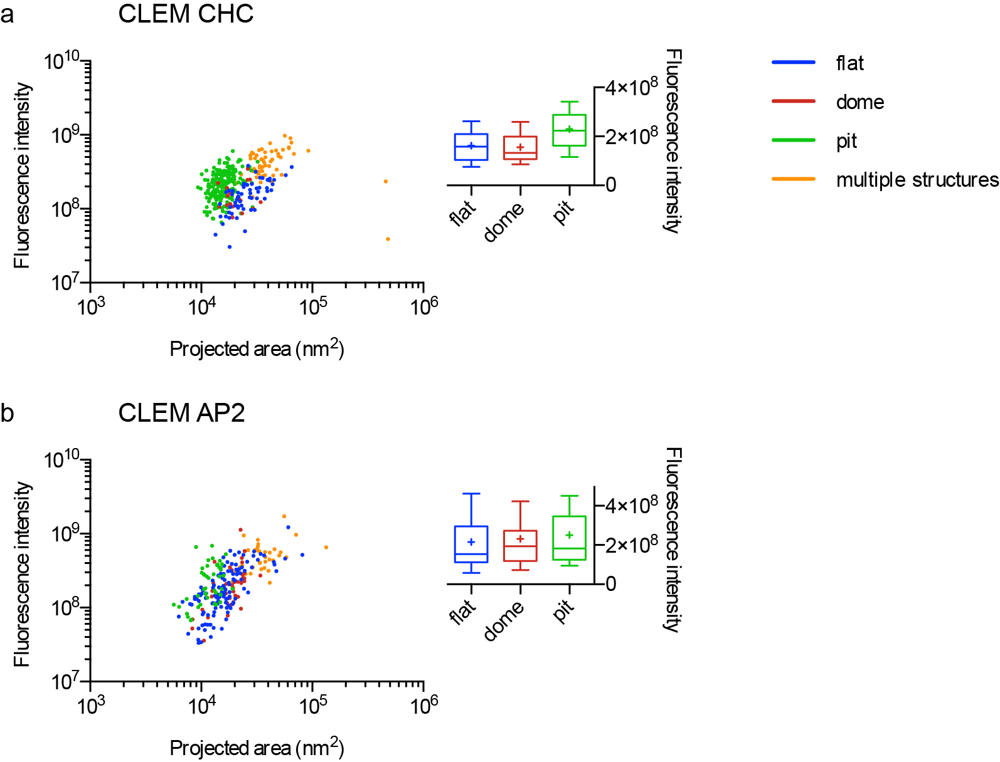 a
CLEM CHC
Fluorescence intensity
10^10
10^9
10^8
10^7
10^3
10^4
10^5
10^6
Projected area (nm^2)
4×10^8
2×10^8
0
Fluorescence intensity
flat
dome
pit
flat
dome
pit
multiple structures
b
CLEM AP2
Fluorescence intensity
10^10
10^9
10^8
10^7
10^3
10^4
10^5
10^6
Projected area (nm^2)
4×10^8
2×10^8
0
Fluorescence intensity
flat
dome
pit